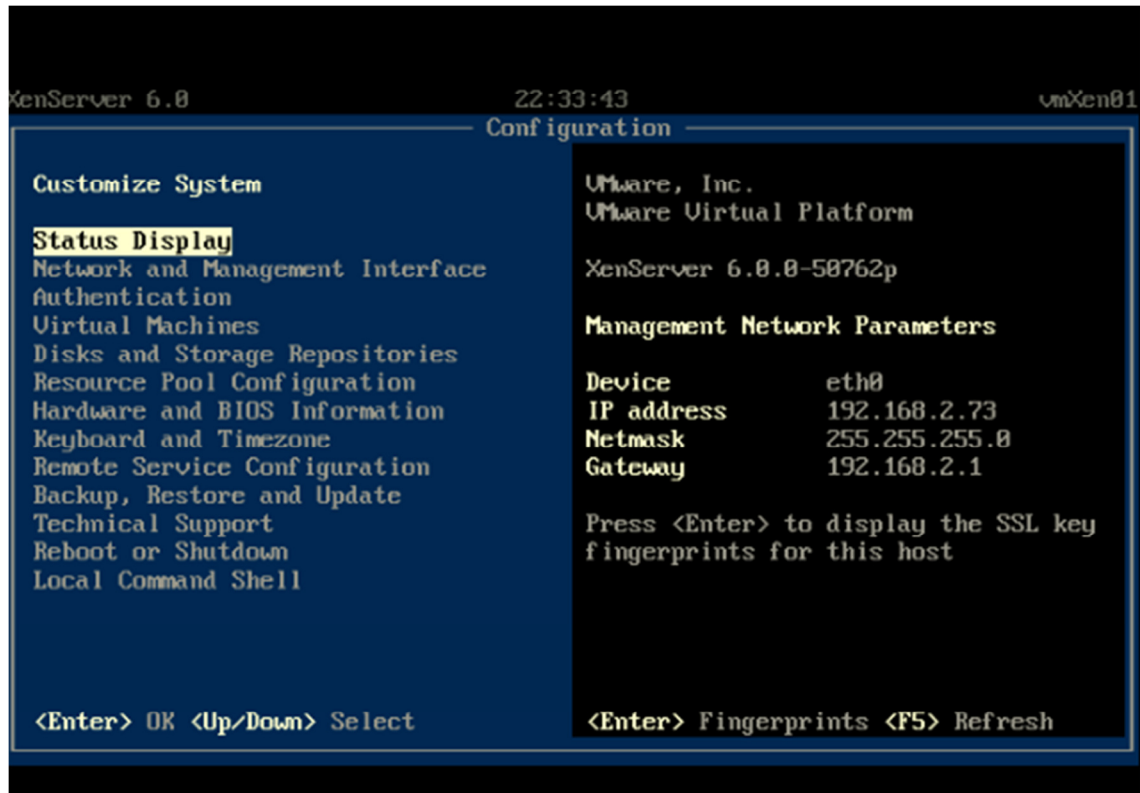 XenServer 6.0 22:33:43 vmXen01
Configuration
Customize System
Status Display
Network and Management Interface
Authentication
Virtual Machines
Disks and Storage Repositories
Resource Pool Configuration
Hardware and BIOS Information
Keyboard and Timezone
Remote Service Configuration
Backup, Restore and Update
Technical Support
Reboot or Shutdown
Local Command Shell
<Enter> OK <Up/Down> Select
VMware, Inc.
VMware Virtual Platform
XenServer 6.0.0-50762p
Management Network Parameters
Device eth0
IP address 192.168.2.73
Netmask 255.255.255.0
Gateway 192.168.2.1
Press <Enter> to display the SSL key
fingerprints for this host
<Enter> Fingerprints <F5> Refresh